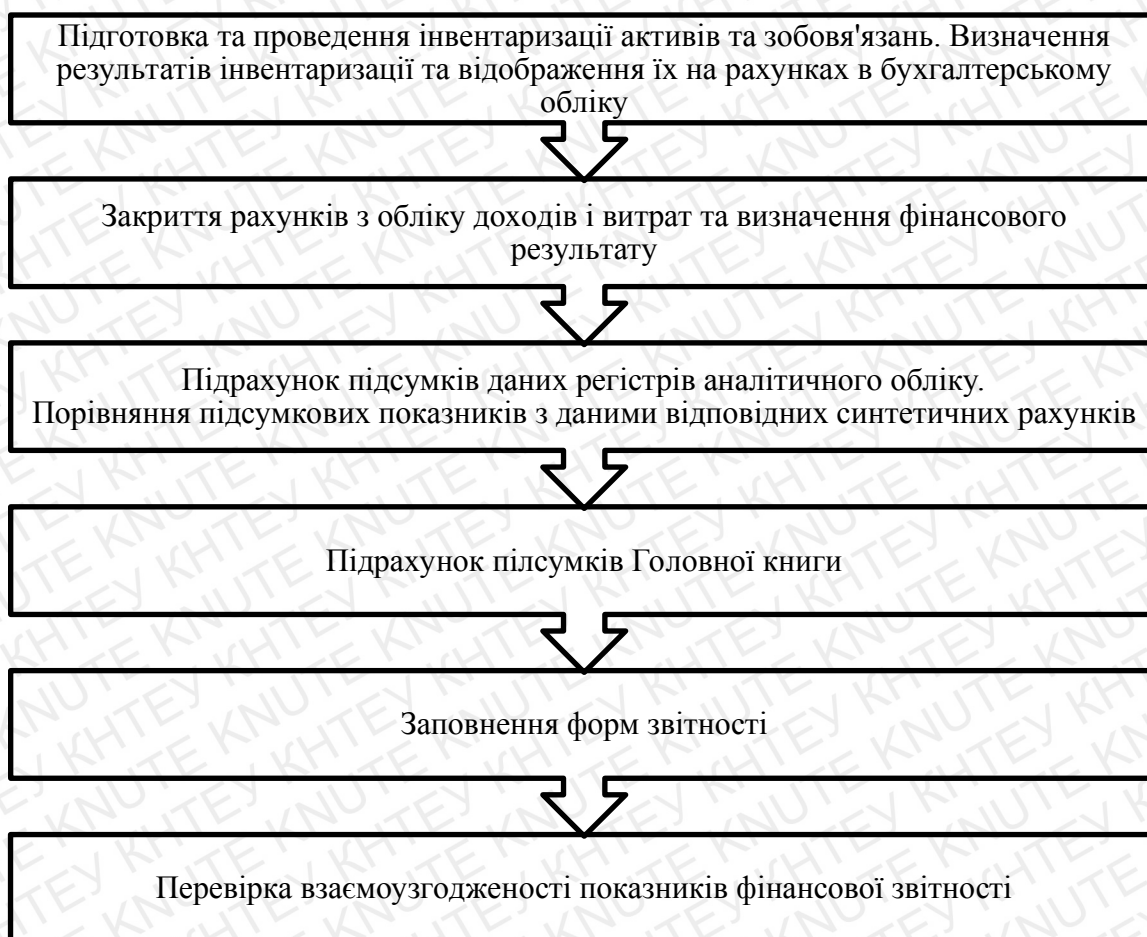 Підготовка та проведення інвентаризації активів та зобовя'язань. Визначення
результатів інвентаризації та відображення їх на рахунках в бухгалтерському
обліку
Закриття рахунків з обліку доходів і витрат та визначення фінансового
результату
Підрахунок підсумків даних регістрів аналітичного обліку.
Порівняння підсумкових показників з даними відповідних синтетичних рахунків
Підрахунок пілсумків Головної книги
Заповнення форм звітності
Перевірка взаємоузгодженості показників фінансової звітності